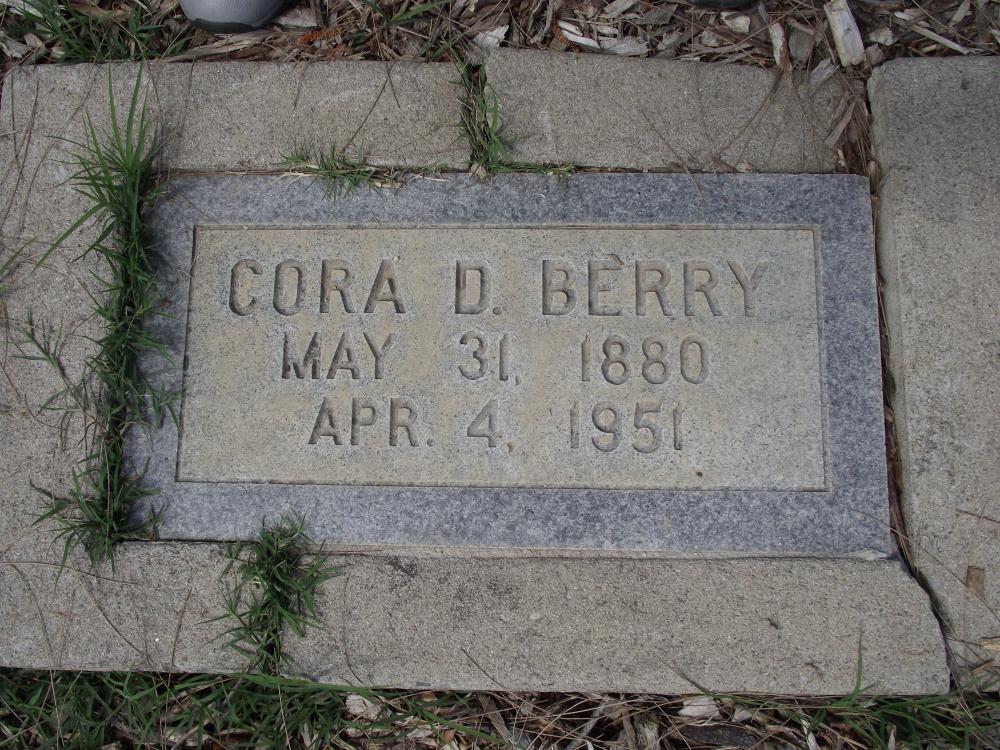 CORA D. BERRY
MAY 31, 1880
APR. 4, 1951